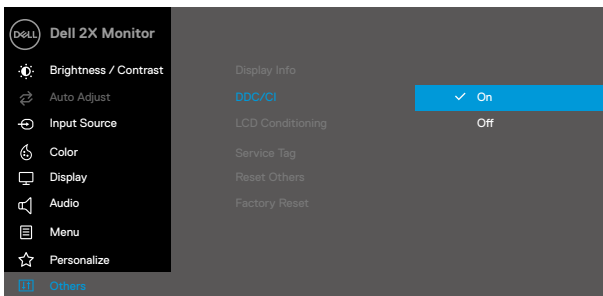 DELL
Dell 2X Monitor
Brightness / Contrast
Auto Adjust
Input Source
Color
Display
Audio
Menu
Personalize
Others
Display Info
DDC/CI
LCD Conditioning
Service Tag
Reset Others
Factory Reset
On
Off